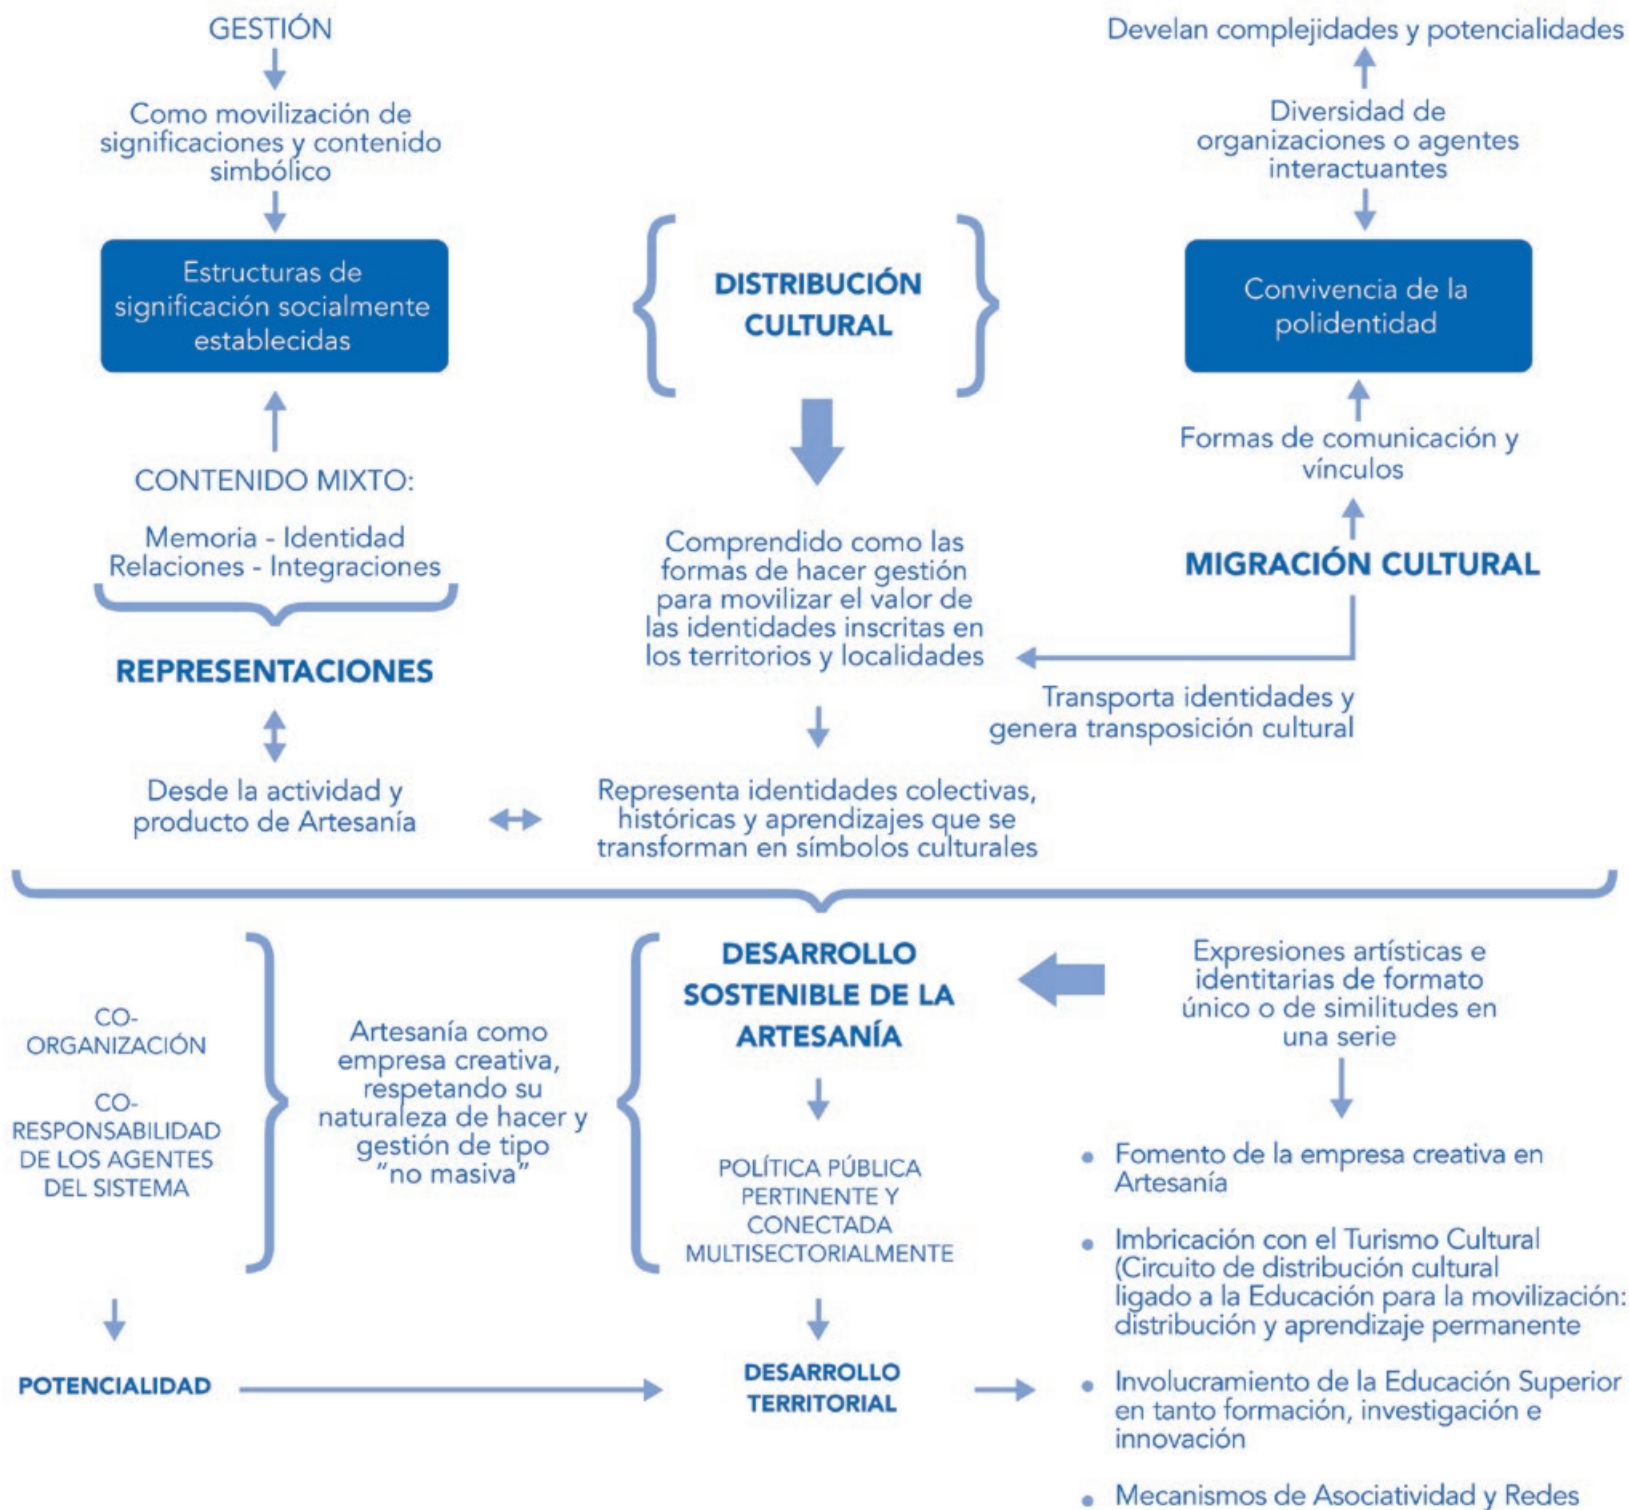 GESTIÓN
Como movilización de
significaciones y contenido
simbólico
Estructuras de
significación socialmente
establecidas
CONTENIDO MIXTO:
Memoria - Identidad
Relaciones - Integraciones
REPRESENTACIONES
Desde la actividad y
producto de Artesanía
DISTRIBUCIÓN
CULTURAL
Comprendido como las
formas de hacer gestión
para movilizar el valor de
las identidades inscritas en
los territorios y localidades
Representa identidades colectivas,
históricas y aprendizajes que se
transforman en símbolos culturales
Develan complejidades y potencialidades
Diversidad de
organizaciones o agentes
interactuantes
Convivencia de la
polidentidad
Formas de comunicación y
vínculos
MIGRACIÓN CULTURAL
Transporta identidades y
genera transposición cultural
CO-
ORGANIZACIÓN
CO-
RESPONSABILIDAD
DE LOS AGENTES
DEL SISTEMA
POTENCIALIDAD
Artesanía como
empresa creativa,
respetando su
naturaleza de hacer y
gestión de tipo
“no masiva”
DESARROLLO
SOSTENIBLE DE LA
ARTESANÍA
POLÍTICA PÚBLICA
PERTINENTE Y
CONECTADA
MULTISECTORIALMENTE
DESARROLLO
TERRITORIAL
Expresiones artísticas e
identitarias de formato
único o de similitudes en
una serie
• Fomento de la empresa creativa en
Artesanía
• Imbricación con el Turismo Cultural
(Circuito de distribución cultural
ligado a la Educación para la movilización:
distribución y aprendizaje permanente
• Involucramiento de la Educación Superior
en tanto formación, investigación e
innovación
• Mecanismos de Asociatividad y Redes